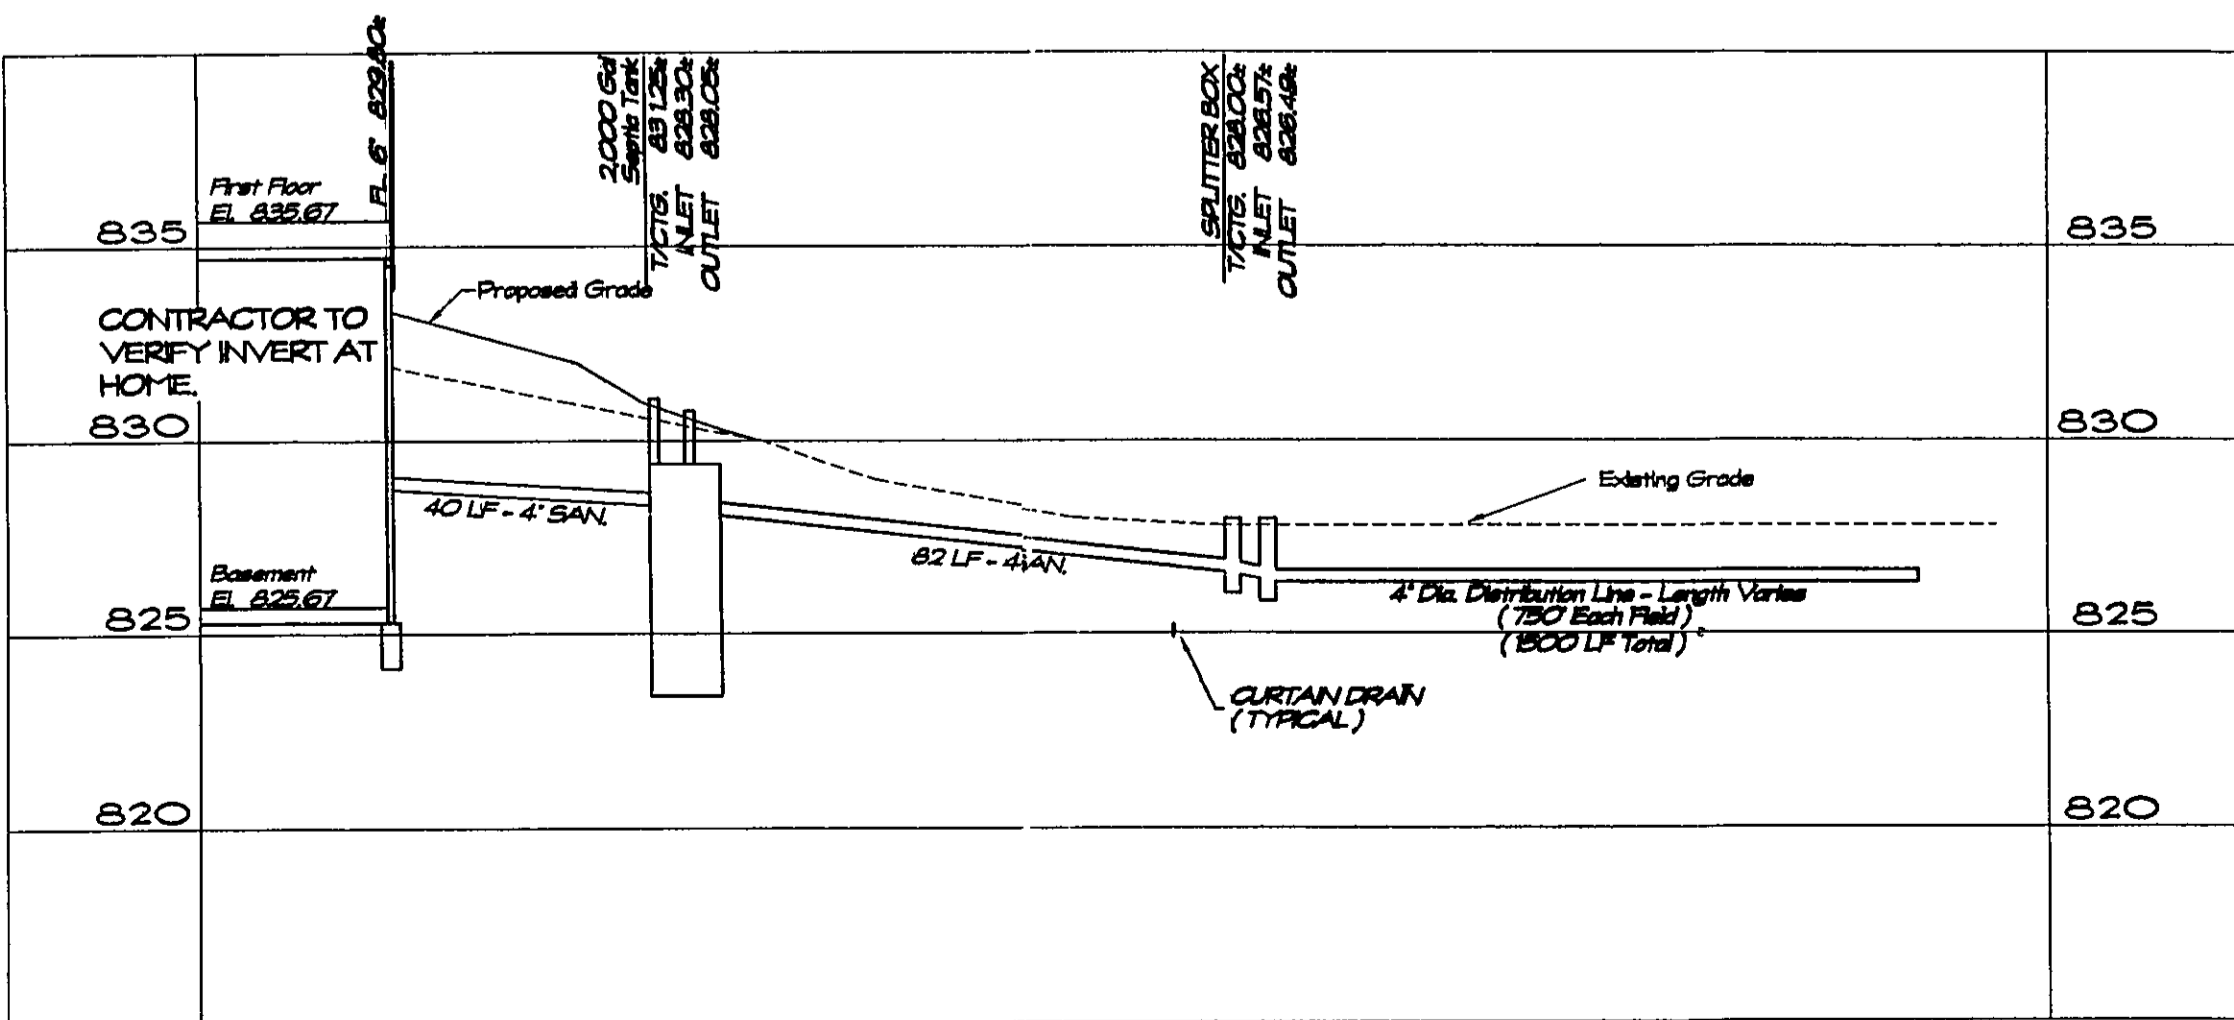 FL 6" 829.80±
2,000 Gal
Septic Tank
T/CTG. 831.25±
INLET 828.30±
OUTLET 828.05±
SPLITTER BOX
T/CTG. 828.00±
INLET 826.57±
OUTLET 826.49±
First Floor
El. 835.67
835
835
Proposed Grade
CONTRACTOR TO
VERIFY INVERT AT
HOME.
830
830
Existing Grade
40 LF - 4" SAN.
82 LF - 4" AN.
Basement
El. 825.67
825
825
4" Dia. Distribution Line - Length Varies
( 750' Each Field )
( 1500 LF Total )
CURTAIN DRAIN
( TYPICAL )
820
820